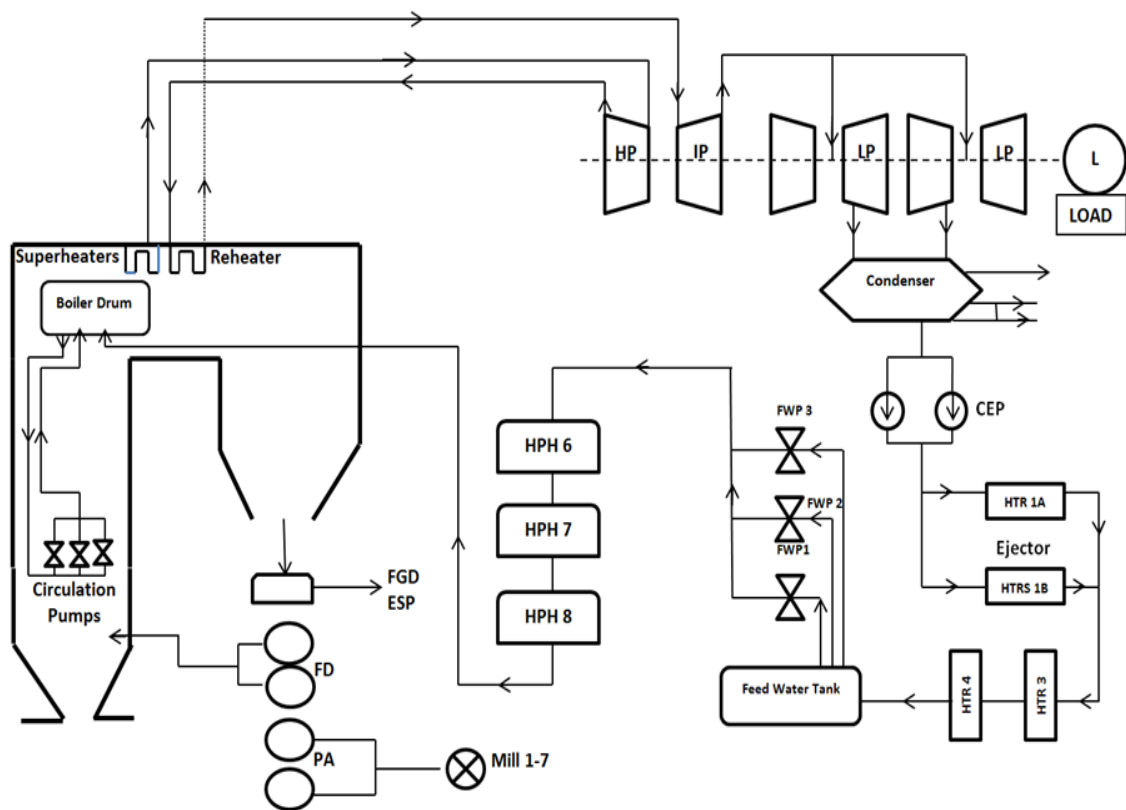 HP
IP
LP
LP
L
LOAD
Superheaters
Reheater
Boiler Drum
Condenser
CEP
FWP 3
HPH 6
FWP 2
HTR 1A
HPH 7
FWP1
Ejector
Circulation
Pumps
FGD
ESP
HTRS 1B
HPH 8
FD
Feed Water Tank
HTR 4
HTR 3
PA
Mill 1-7